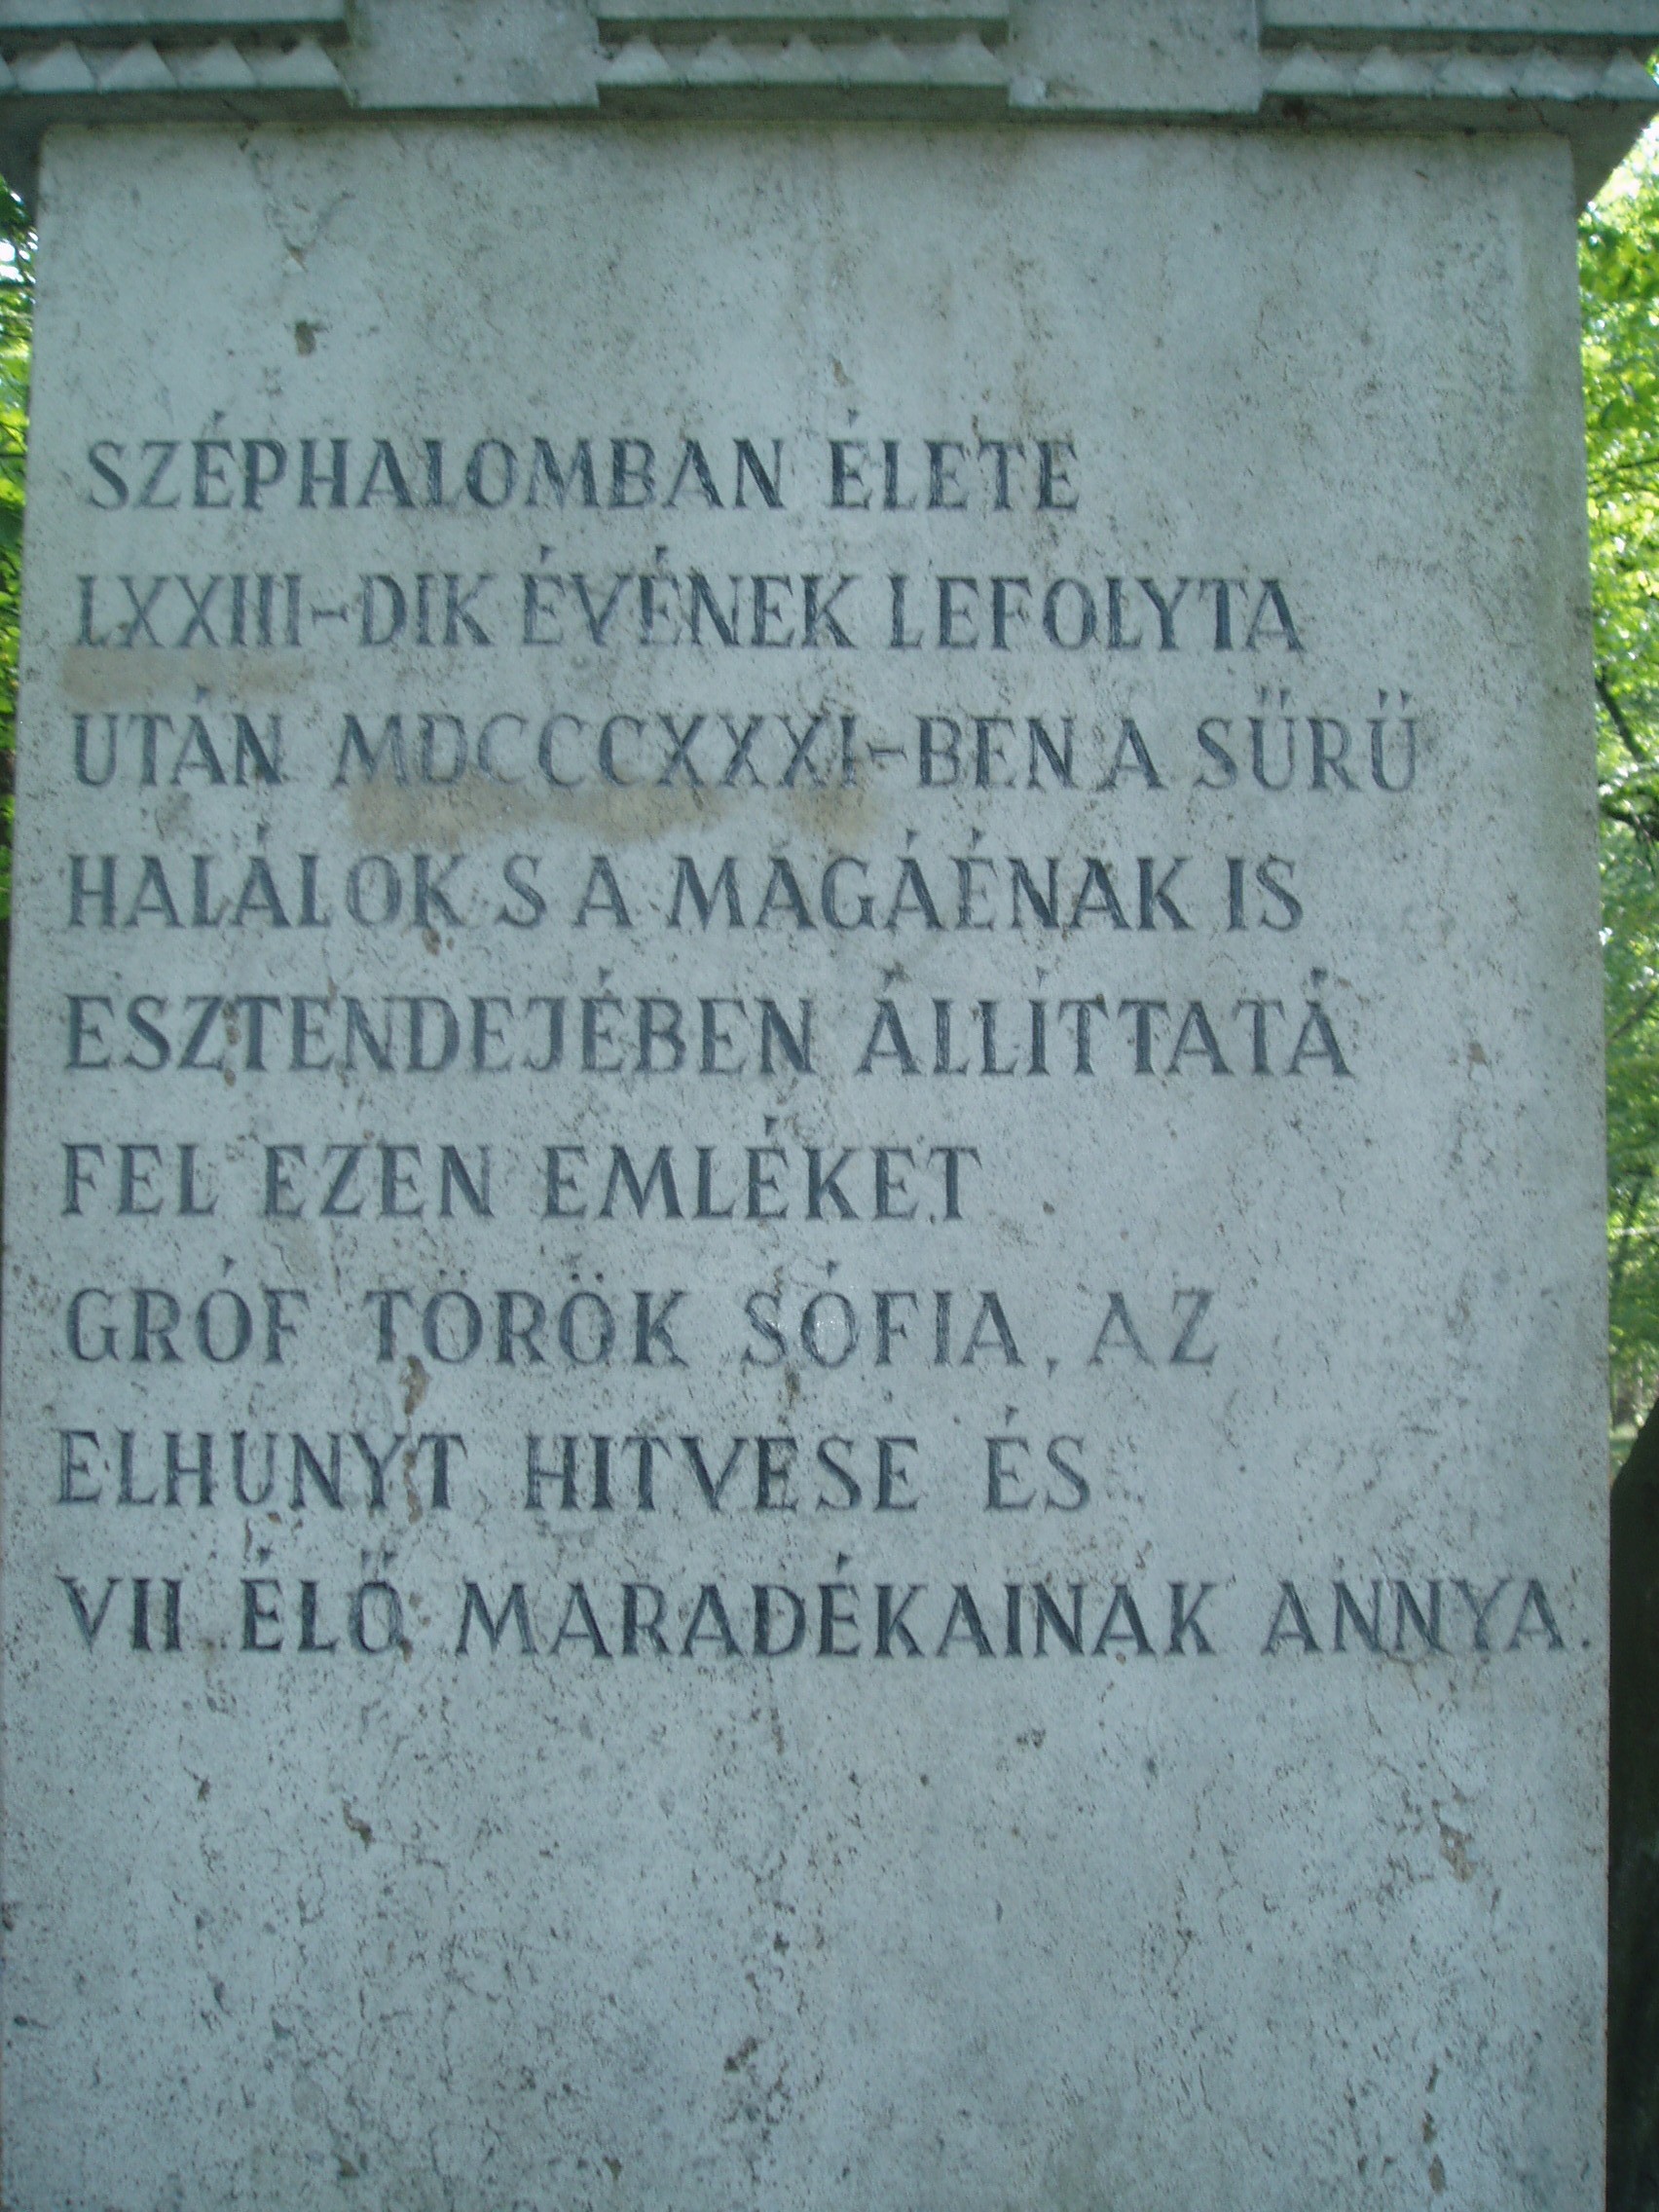 SZÉPHALOMBAN ÉLETE
LXXIII-DIK ÉVÉNEK LEFOLYTA
UTÁN MDCCCXXXI-BEN A SŰRŰ
HALÁLOK S A MAGÁÉNAK IS
ESZTENDEJÉBEN ÁLLÍTTATÁ
FEL EZEN EMLÉKET
GRÓF TÖRÖK SÓFIA, AZ
ELHUNYT HITVESE ÉS
VII ÉLŐ MARADÉKAINAK ANNYA.